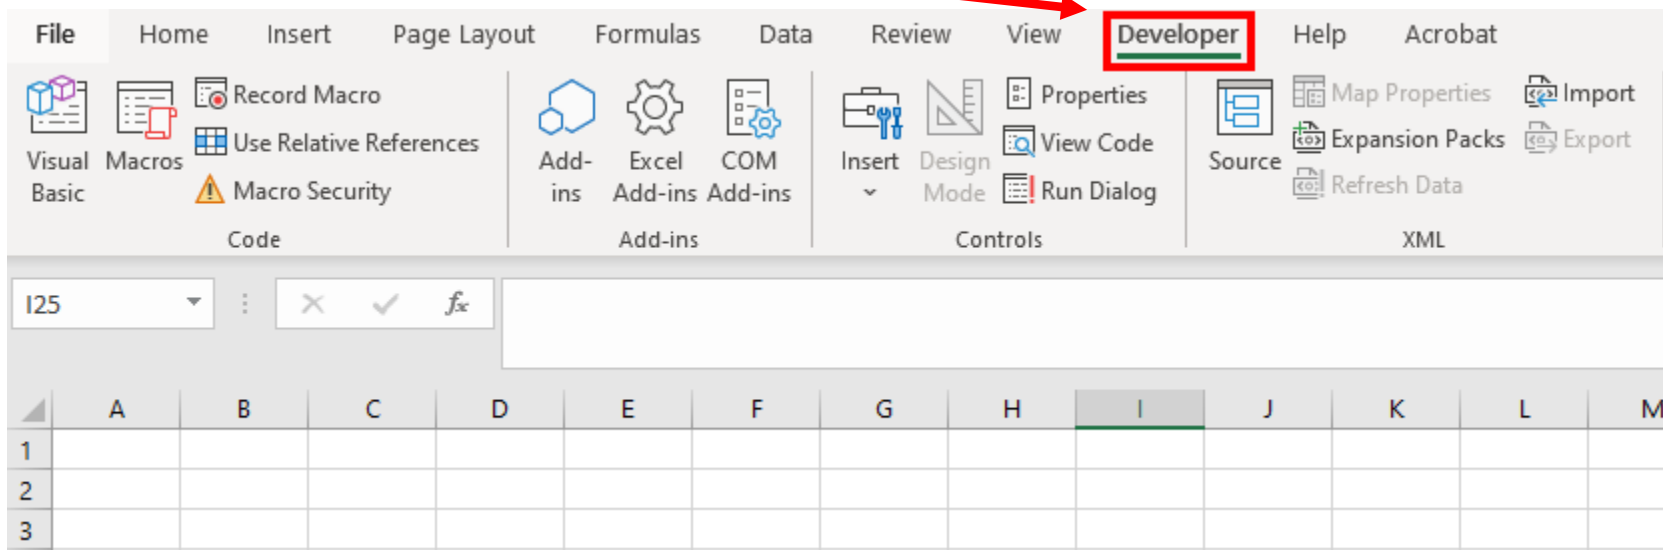 File Home Insert Page Layout Formulas Data Review View Developer Help Acrobat
Visual Basic
Macros
Record Macro
Use Relative References
Macro Security
Code
Add-ins
Excel Add-ins
COM Add-ins
Add-ins
Insert
Design Mode
Properties
View Code
Run Dialog
Controls
Source
Map Properties
Expansion Packs
Refresh Data
Import
Export
XML
I25 fx
A B C D E F G H I J K L M
1
2
3